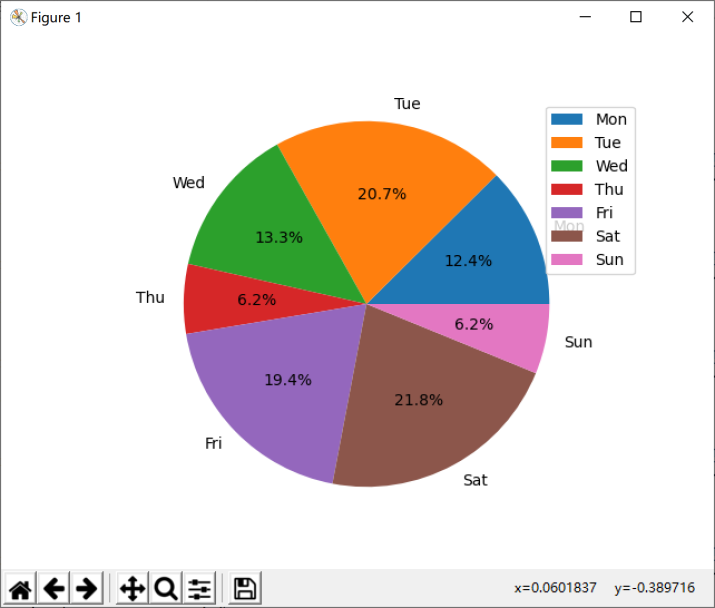 Figure 1
Tue
Mon
Tue
Wed
Thu
Fri
Sat
Sun
Wed
20.7%
Mon
13.3%
12.4%
Thu
6.2%
6.2%
Sun
19.4%
21.8%
Fri
Sat
x=0.0601837 y=-0.389716